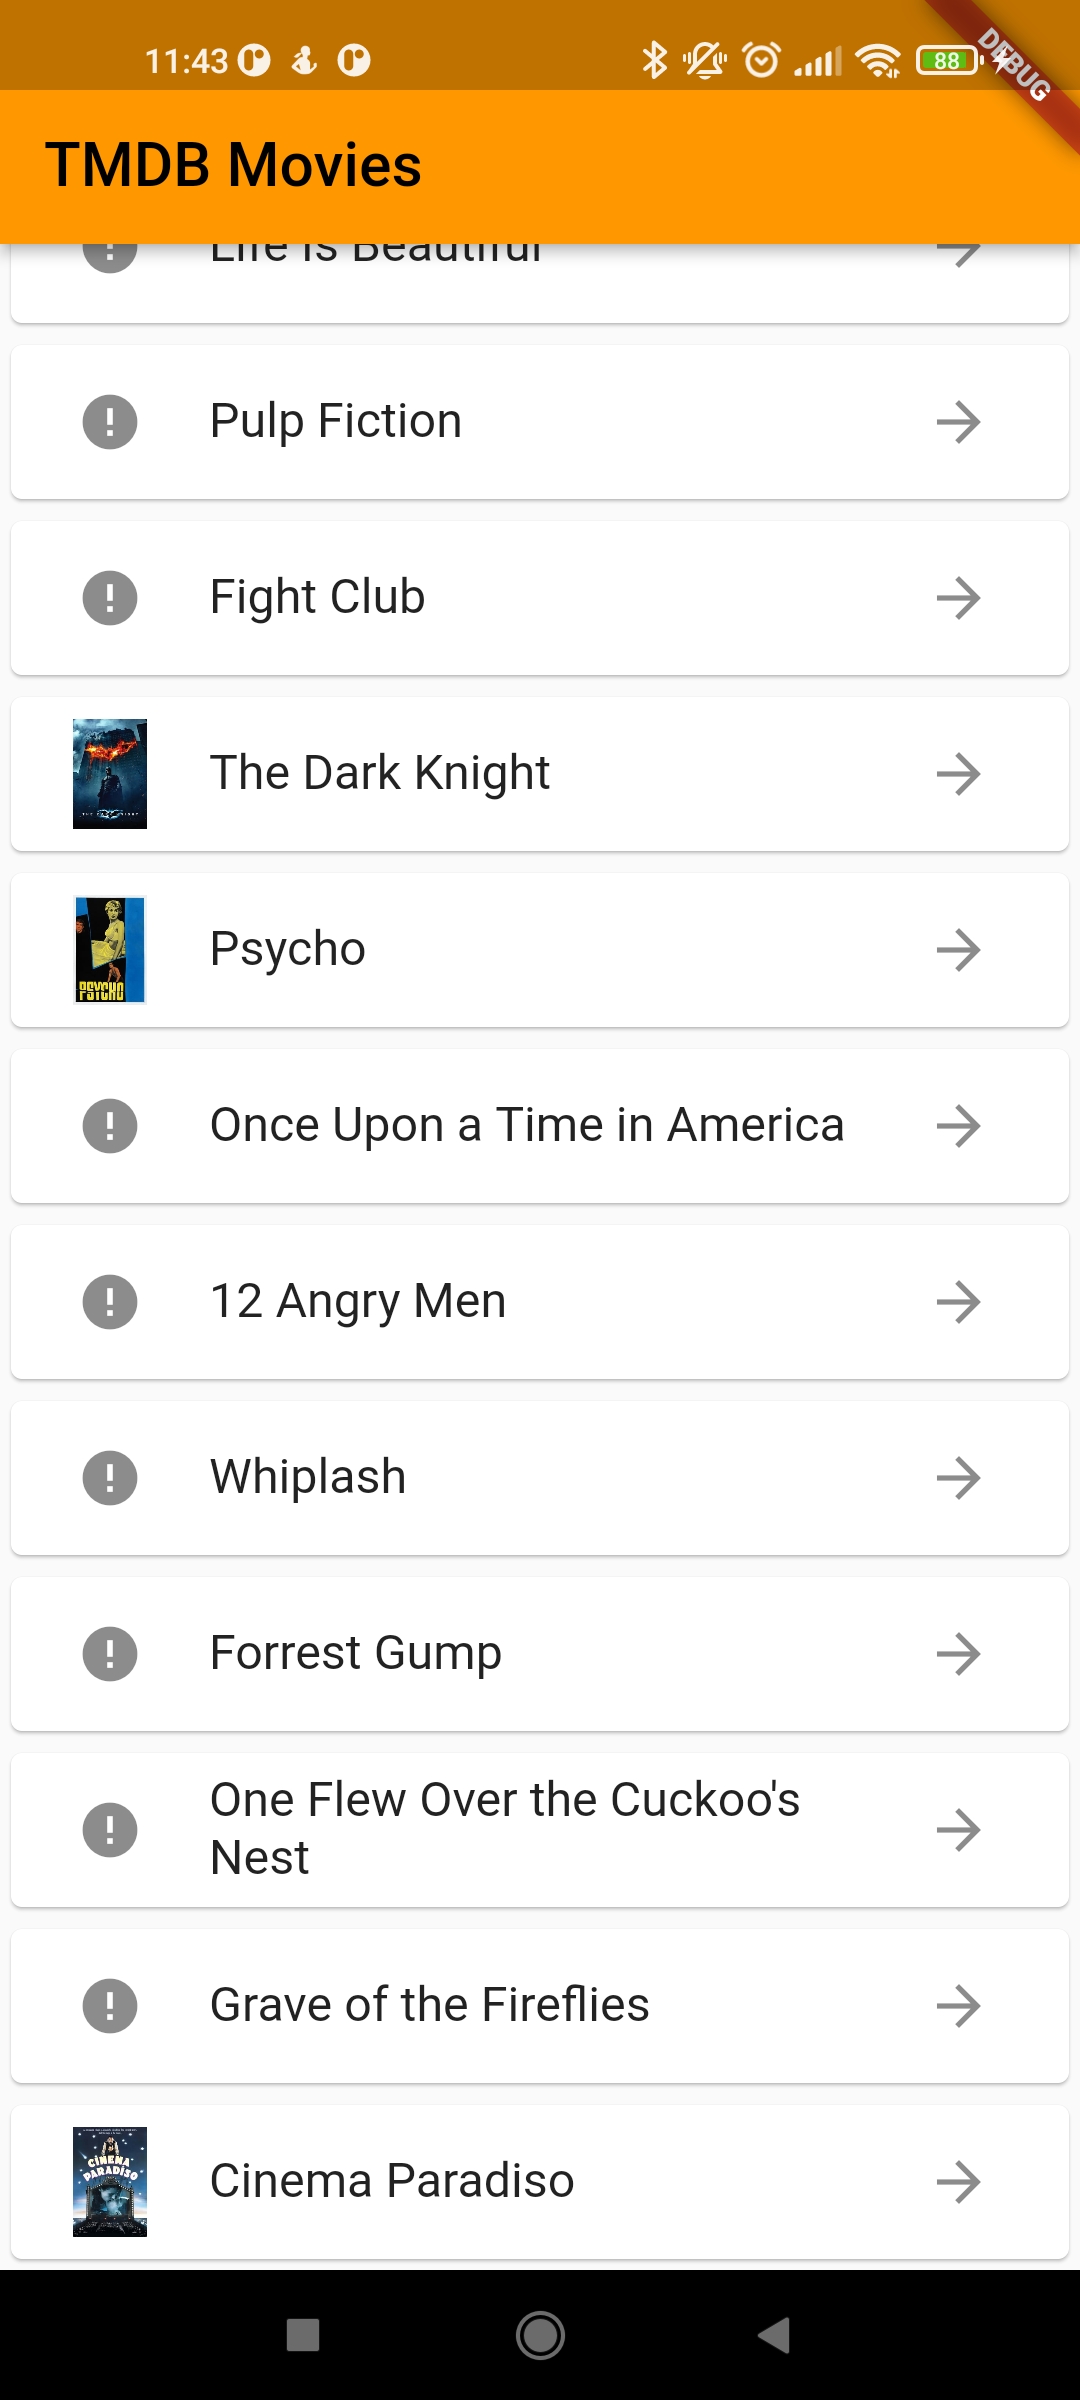 11:43
88
DEBUG
TMDB Movies
Life Is Beautiful
Pulp Fiction
Fight Club
The Dark Knight
Psycho
PSYCHO
Once Upon a Time in America
12 Angry Men
Whiplash
Forrest Gump
One Flew Over the Cuckoo's
Nest
Grave of the Fireflies
CINEMA
PARADISO
Cinema Paradiso